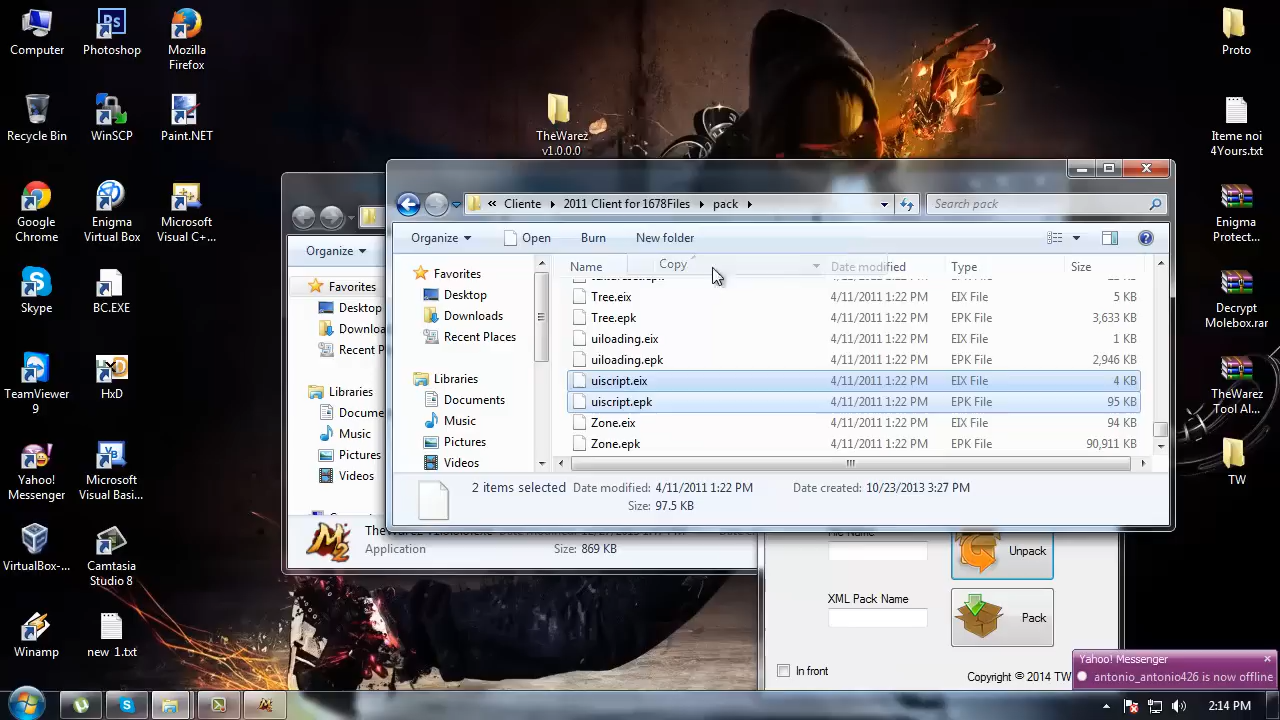 Computer
Photoshop
Mozilla
Firefox
Recycle Bin
WinSCP
Paint.NET
Google
Chrome
Enigma
Virtual Box
Microsoft
Visual C+...
Skype
BC.EXE
TeamViewer
9
HxD
Yahoo!
Messenger
Microsoft
Visual Basi...
VirtualBox-...
Camtasia
Studio 8
Winamp
new 1.txt
TheWarez
v1.0.0.0
Proto
Iteme noi
4Yours.txt
Enigma
Protect...
Decrypt
Molebox.rar
TheWarez
Tool Al...
TW
Organize
Favorites
Desktop
Downloa
Recent P
Libraries
Docume
Music
Pictures
Videos
Application
Size: 869 KB
« Cliente 2011 Client for 1678Files pack
Search pack
Organize Open Burn New folder
Favorites
Desktop
Downloads
Recent Places
Libraries
Documents
Music
Pictures
Videos
Copy
Name Date modified Type Size
Tree.eix 4/11/2011 1:22 PM EIX File 5 KB
Tree.epk 4/11/2011 1:22 PM EPK File 3,633 KB
uiloading.eix 4/11/2011 1:22 PM EIX File 1 KB
uiloading.epk 4/11/2011 1:22 PM EPK File 2,946 KB
uiscript.eix 4/11/2011 1:22 PM EIX File 4 KB
uiscript.epk 4/11/2011 1:22 PM EPK File 95 KB
Zone.eix 4/11/2011 1:22 PM EIX File 94 KB
Zone.epk 4/11/2011 1:22 PM EPK File 90,911 KB
2 items selected Date modified: 4/11/2011 1:22 PM Date created: 10/23/2013 3:27 PM
Size: 97.5 KB
Unpack
XML Pack Name
Pack
In front
Copyright © 2014 TW
Yahoo! Messenger
antonio_antonio426 is now offline
2:14 PM